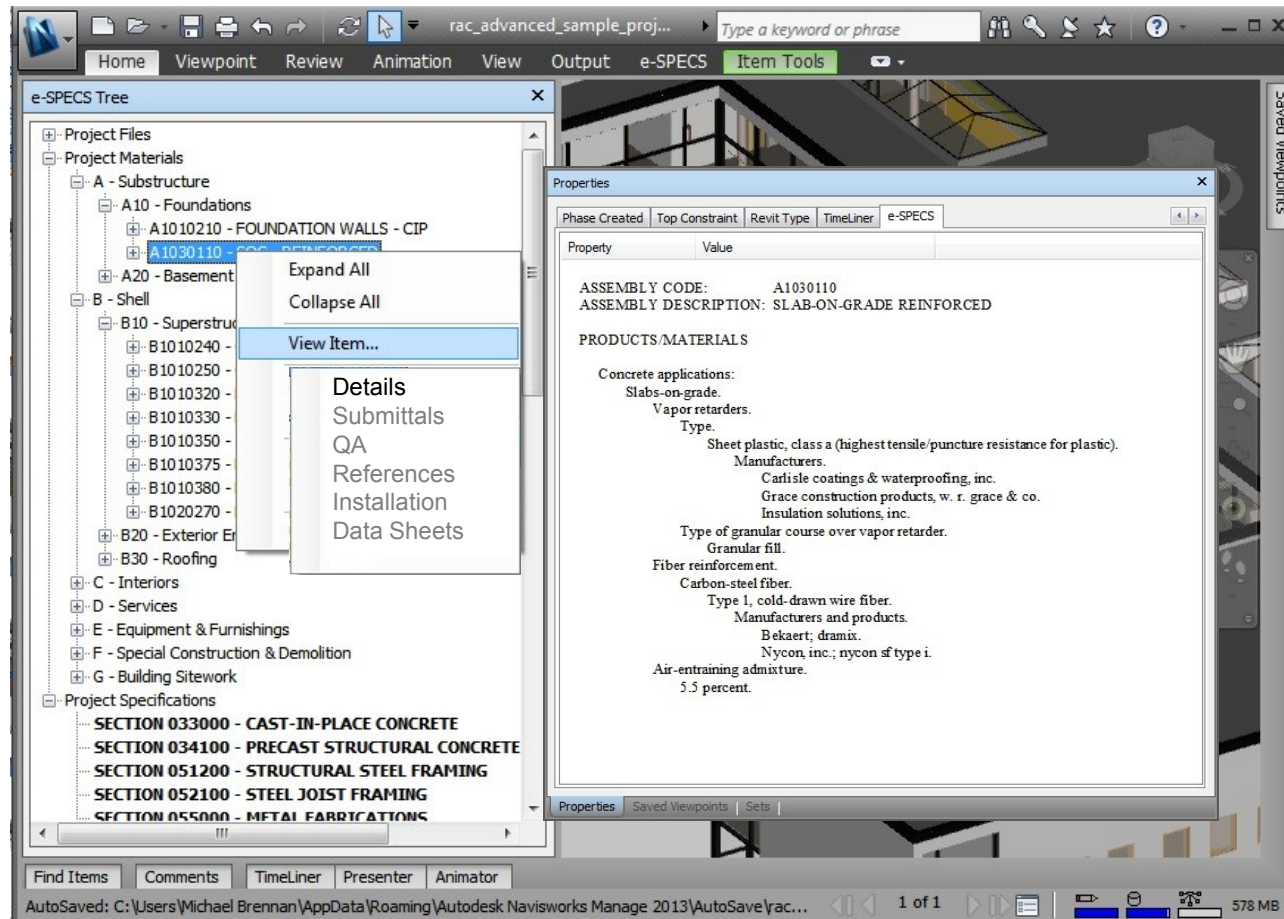 rac_advanced_sample_proj...
Type a keyword or phrase
Home Viewpoint Review Animation View Output e-SPECS Item Tools
e-SPECS Tree
Project Files
Project Materials
A - Substructure
A10 - Foundations
A1010210 - FOUNDATION WALLS - CIP
A1030110 - SOG - REINFORCED
A20 - Basement
B - Shell
B10 - Superstruc
B1010240 -
B1010250 -
B1010320 -
B1010330 -
B1010350 -
B1010375 -
B1010380 -
B1020270 -
B20 - Exterior Er
B30 - Roofing
C - Interiors
D - Services
E - Equipment & Furnishings
F - Special Construction & Demolition
G - Building Sitework
Project Specifications
SECTION 033000 - CAST-IN-PLACE CONCRETE
SECTION 034100 - PRECAST STRUCTURAL CONCRETE
SECTION 051200 - STRUCTURAL STEEL FRAMING
SECTION 052100 - STEEL JOIST FRAMING
SECTION 055000 - METAL FABRICATIONS
Expand All
Collapse All
View Item...
Details
Submittals
QA
References
Installation
Data Sheets
Properties
Phase Created Top Constraint Revit Type TimeLiner e-SPECS
Property Value
ASSEMBLY CODE: A1030110
ASSEMBLY DESCRIPTION: SLAB-ON-GRADE REINFORCED
PRODUCTS/MATERIALS
Concrete applications:
Slabs-on-grade.
Vapor retarders.
Type.
Sheet plastic, class a (highest tensile/puncture resistance for plastic).
Manufacturers.
Carlisle coatings & waterproofing, inc.
Grace construction products, w. r. grace & co.
Insulation solutions, inc.
Type of granular course over vapor retarder.
Granular fill.
Fiber reinforcement.
Carbon-steel fiber.
Type 1, cold-drawn wire fiber.
Manufacturers and products.
Bekaert; dramix.
Nycon, inc.; nycon sf type i.
Air-entraining admixture.
5.5 percent.
Properties Saved Viewpoints Sets
Saved Viewpoints
Find Items Comments TimeLiner Presenter Animator
AutoSaved: C:\Users\Michael Brennan\AppData\Roaming\Autodesk Navisworks Manage 2013\AutoSave\rac... 1 of 1 578 MB